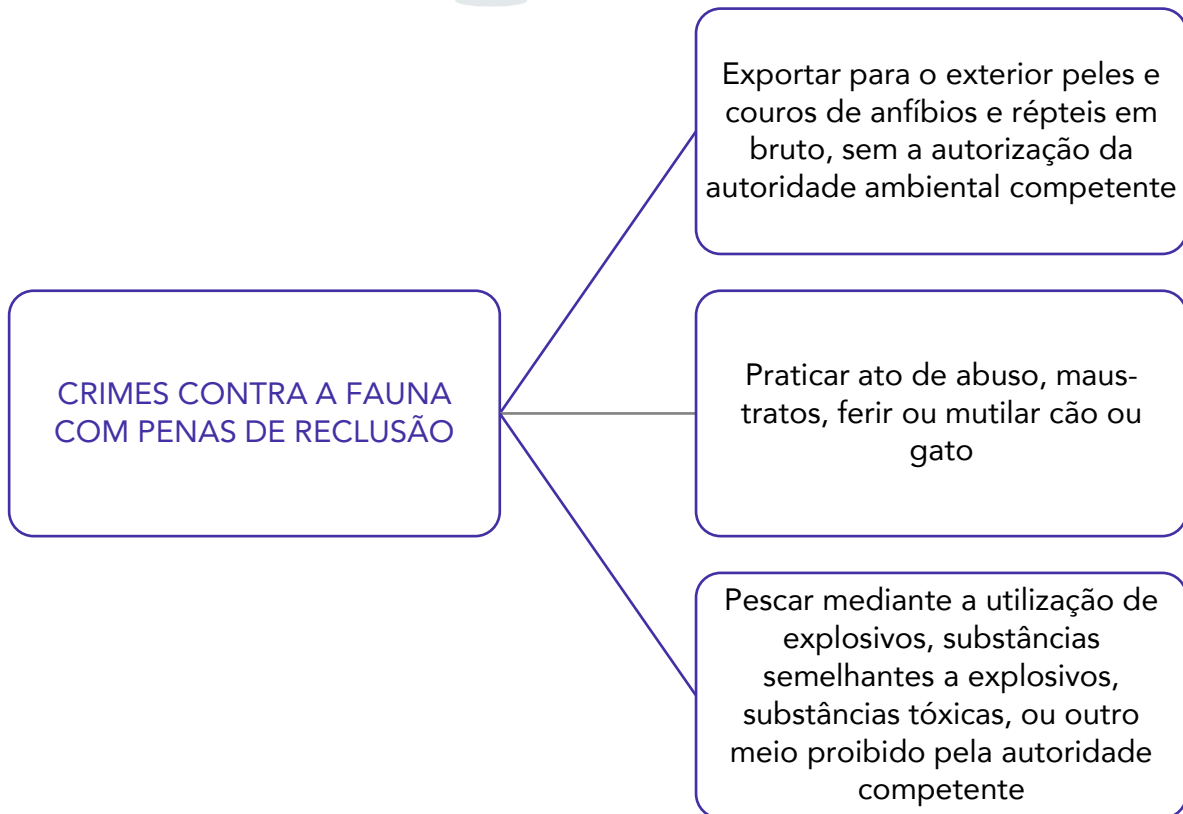 Exportar para o exterior peles e
couros de anfíbios e répteis em
bruto, sem a autorização da
autoridade ambiental competente
CRIMES CONTRA A FAUNA
COM PENAS DE RECLUSÃO
Praticar ato de abuso, maus-
tratos, ferir ou mutilar cão ou
gato
Pescar mediante a utilização de
explosivos, substâncias
semelhantes a explosivos,
substâncias tóxicas, ou outro
meio proibido pela autoridade
competente